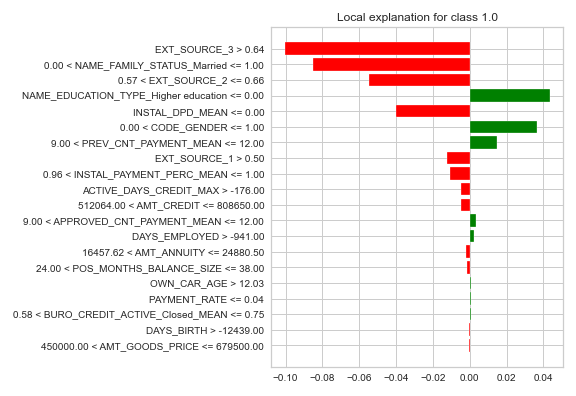 Local explanation for class 1.0
EXT_SOURCE_3 > 0.64
0.00 < NAME_FAMILY_STATUS_Married <= 1.00
0.57 < EXT_SOURCE_2 <= 0.66
NAME_EDUCATION_TYPE_Higher education <= 0.00
INSTAL_DPD_MEAN <= 0.00
0.00 < CODE_GENDER <= 1.00
9.00 < PREV_CNT_PAYMENT_MEAN <= 12.00
EXT_SOURCE_1 > 0.50
0.96 < INSTAL_PAYMENT_PERC_MEAN <= 1.00
ACTIVE_DAYS_CREDIT_MAX > -176.00
512064.00 < AMT_CREDIT <= 808650.00
9.00 < APPROVED_CNT_PAYMENT_MEAN <= 12.00
DAYS_EMPLOYED > -941.00
16457.62 < AMT_ANNUITY <= 24880.50
24.00 < POS_MONTHS_BALANCE_SIZE <= 38.00
OWN_CAR_AGE > 12.03
PAYMENT_RATE <= 0.04
0.58 < BURO_CREDIT_ACTIVE_Closed_MEAN <= 0.75
DAYS_BIRTH > -12439.00
450000.00 < AMT_GOODS_PRICE <= 679500.00
−0.10 −0.08 −0.06 −0.04 −0.02 0.00 0.02 0.04